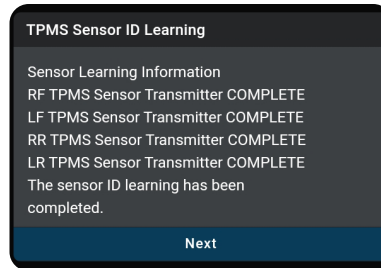 TPMS Sensor ID Learning
Sensor Learning Information
RF TPMS Sensor Transmitter COMPLETE
LF TPMS Sensor Transmitter COMPLETE
RR TPMS Sensor Transmitter COMPLETE
LR TPMS Sensor Transmitter COMPLETE
The sensor ID learning has been
completed.
Next